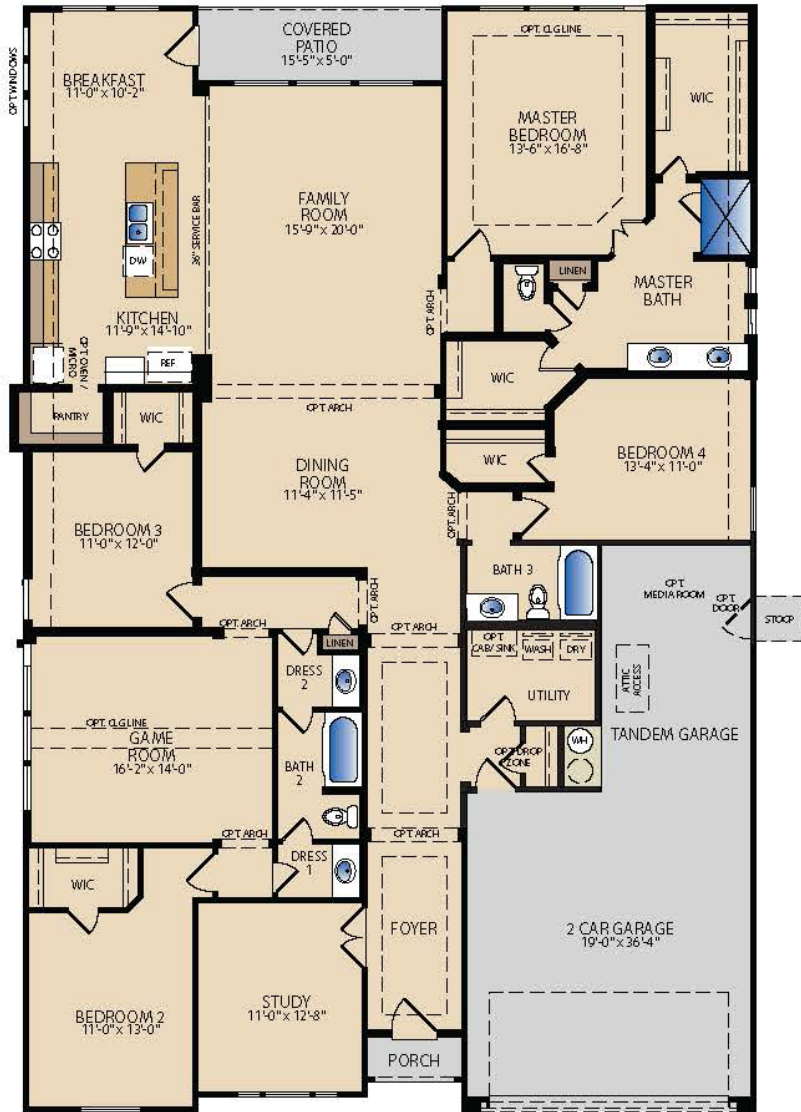 COVERED
PATIO
15'-5" x 5'-0"
OPT. CLG LINE
OPT WINDOWS
BREAKFAST
11'-0" x 10'-2"
WIC
MASTER
BEDROOM
13'-6" x 16'-8"
FAMILY
ROOM
15'-9" x 20'-0"
36" SERVICE BAR
DW
LINEN
MASTER
BATH
OPT ARCH
KITCHEN
11'-9" x 14'-10"
OPT OVEN /
MICRO
REF
WIC
OPT ARCH
PANTRY
WIC
WIC
BEDROOM 4
13'-4" x 11'-0"
DINING
ROOM
11'-4" x 11'-5"
OPT. ARCH
BEDROOM 3
11'-0" x 12'-0"
BATH 3
OPT
MEDIA ROOM
OPT
DOOR
STOOP
OPT ARCH
OPT ARCH
OPT ARCH
LINEN
OPT
CAB/ SINK
WASH
DRY
ATTIC
ACCESS
DRESS
2
UTILITY
OPT. CLG LINE
GAME
ROOM
16'-2" x 14'-0"
TANDEM GARAGE
WH
OPT DROP
ZONE
BATH
2
OPT ARCH
OPT ARCH
DRESS
1
WIC
FOYER
2 CAR GARAGE
19'-0" x 36'-4"
STUDY
11'-0" x 12'-8"
BEDROOM 2
11'-0" x 13'-0"
PORCH